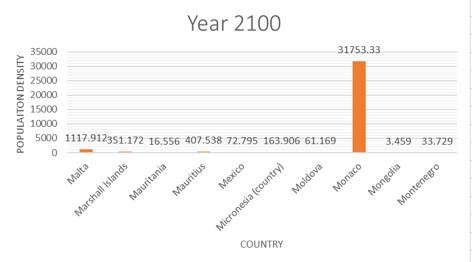 Year 2100
POPULAITON DENSITY
35000
30000
25000
20000
15000
10000
5000
0
1117.912 351.172 16.556 407.538 72.795 163.906 61.169 31753.33 3.459 33.729
Malta Marshall Islands Mauritania Mauritius Mexico Micronesia (country) Moldova Monaco Mongolia Montenegro
COUNTRY